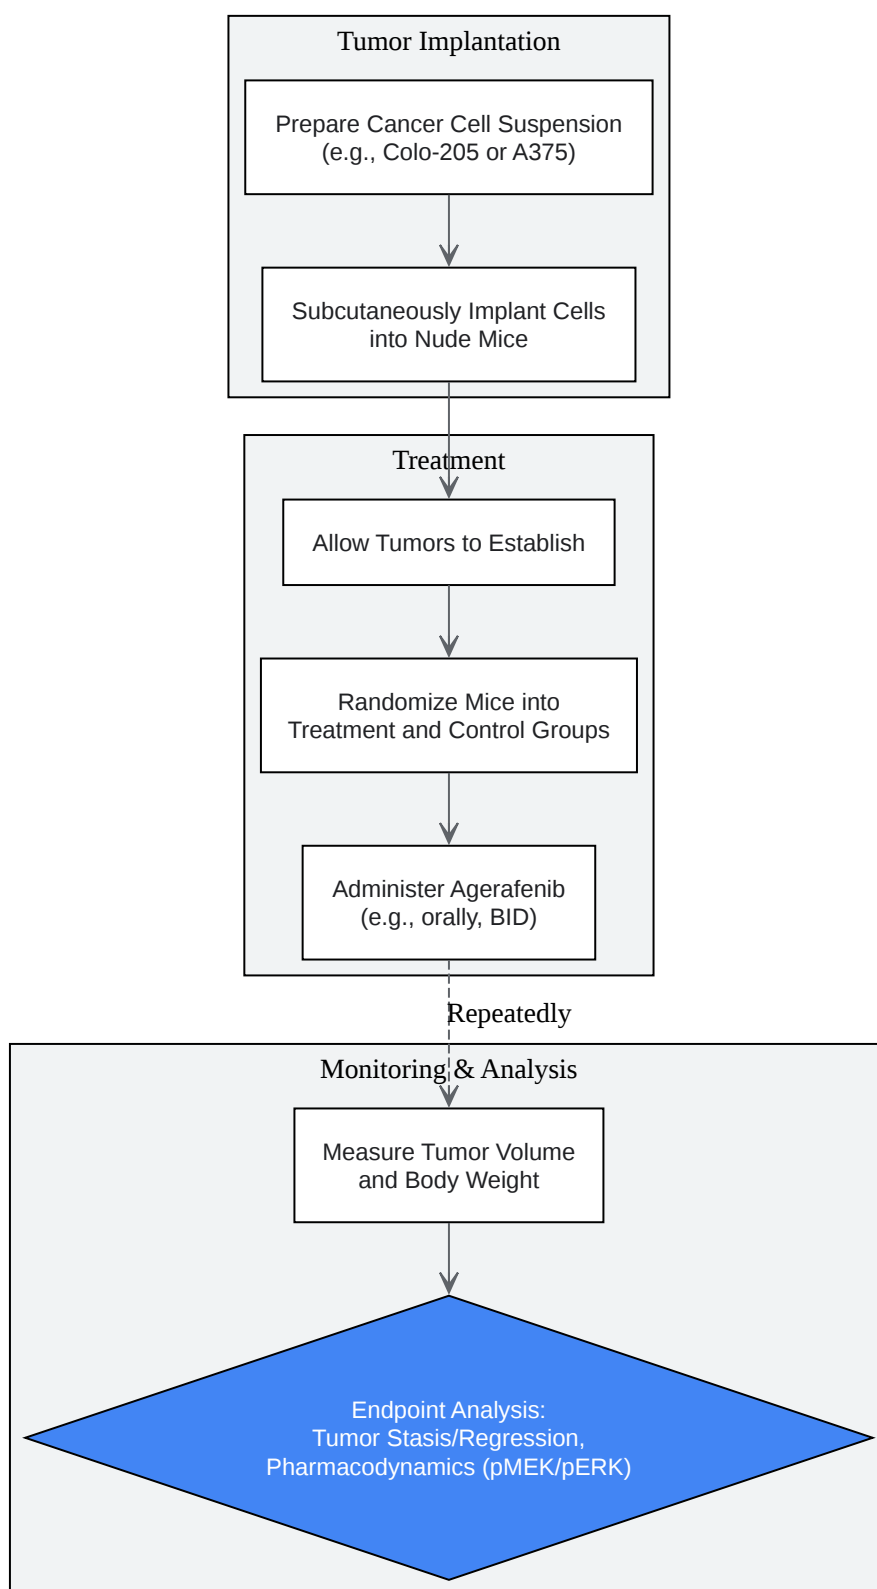 Tumor Implantation
Prepare Cancer Cell Suspension
(e.g., Colo-205 or A375)
Subcutaneously Implant Cells
into Nude Mice
Treatment
Allow Tumors to Establish
Randomize Mice into
Treatment and Control Groups
Administer Agerafenib
(e.g., orally, BID)
Repeatedly
Monitoring & Analysis
Measure Tumor Volume
and Body Weight
Endpoint Analysis:
Tumor Stasis/Regression,
Pharmacodynamics (pMEK/pERK)